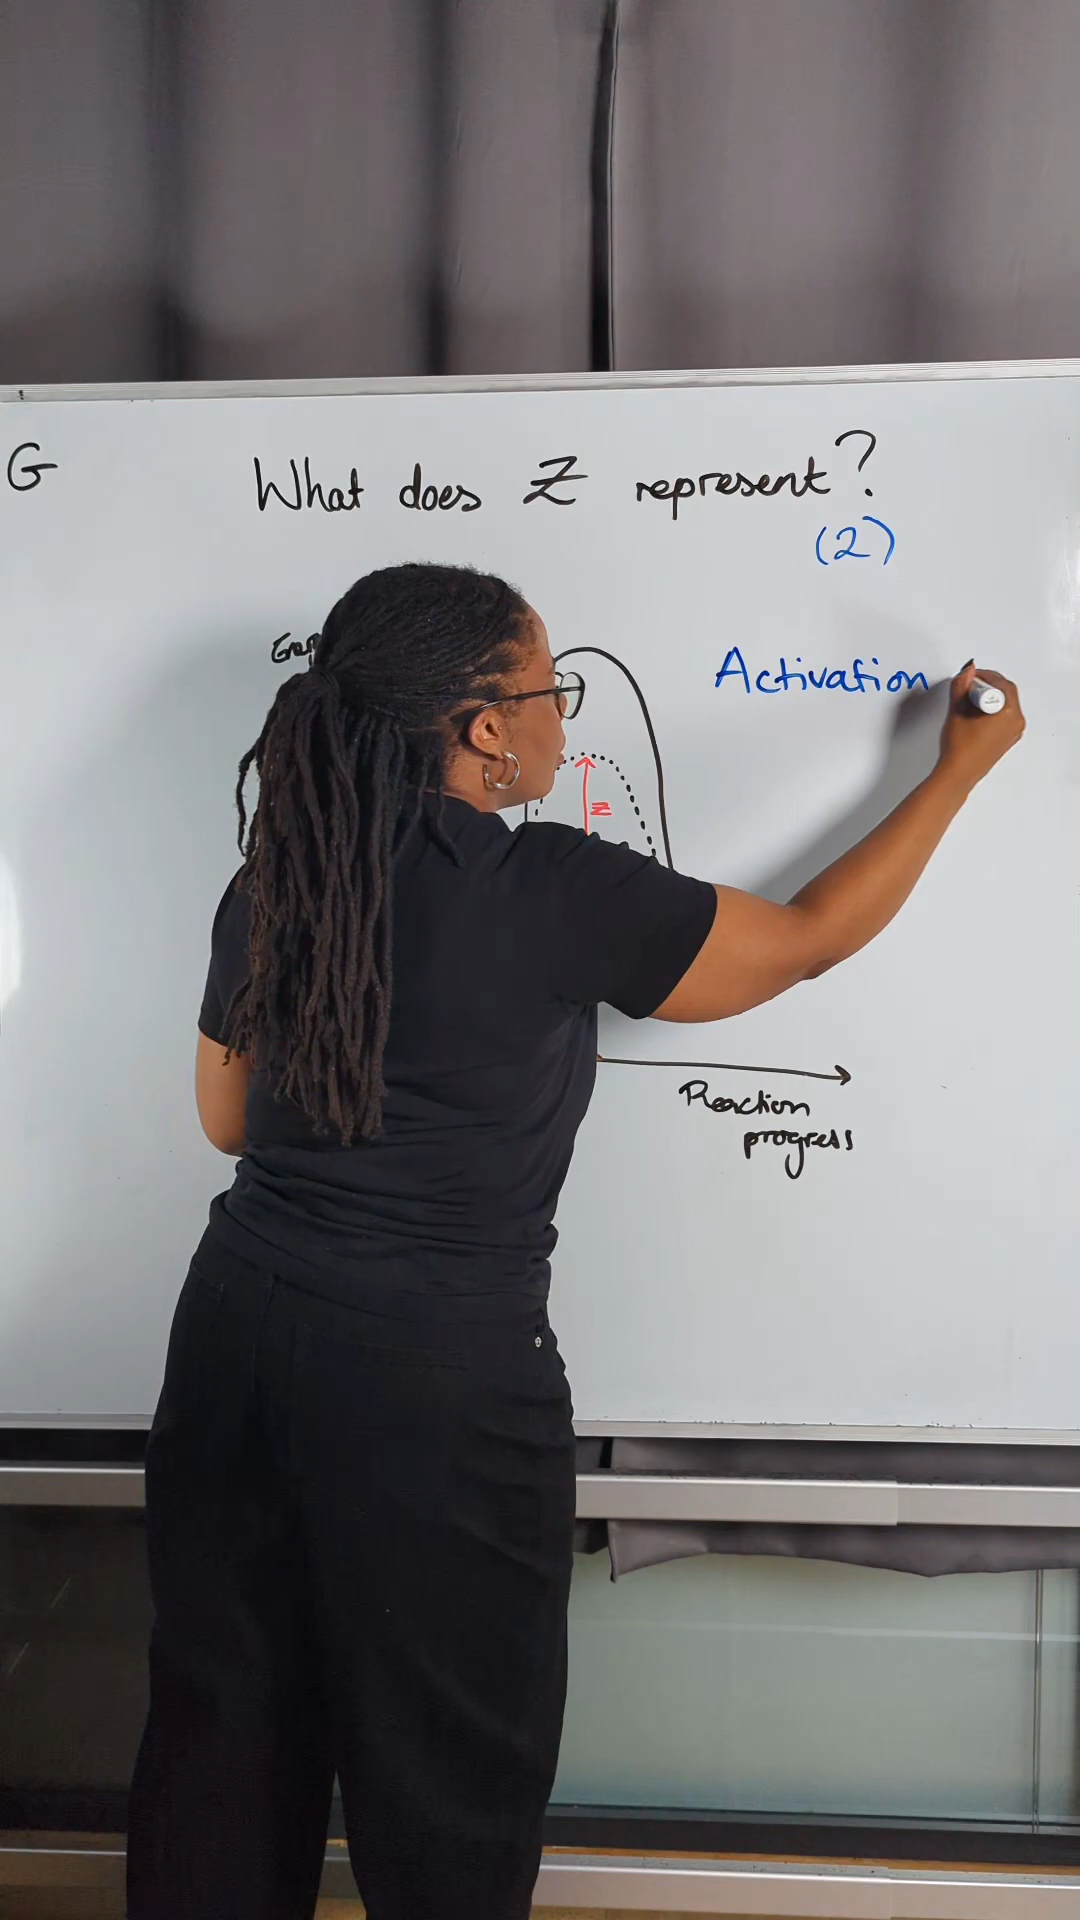 G
What does Z represent?
(2)
Activation
Z
Reaction
progress